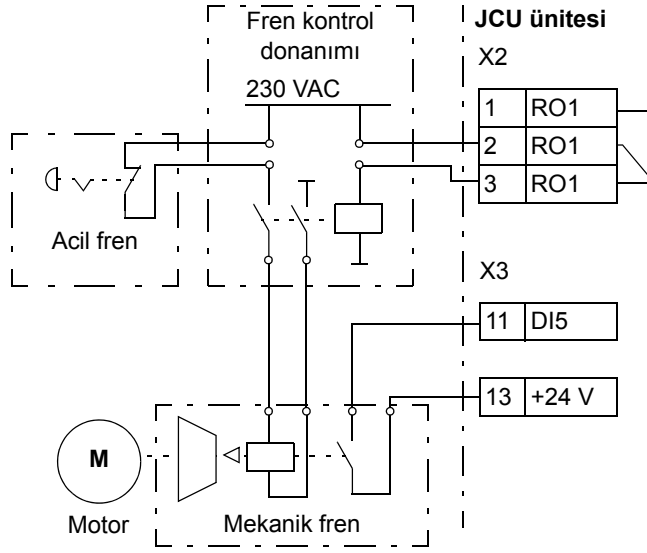 Fren kontrol
donanımı
230 VAC
JCU ünitesi
X2
1 RO1
2 RO1
3 RO1
Acil fren
X3
11 DI5
13 +24 V
M
Motor
Mekanik fren